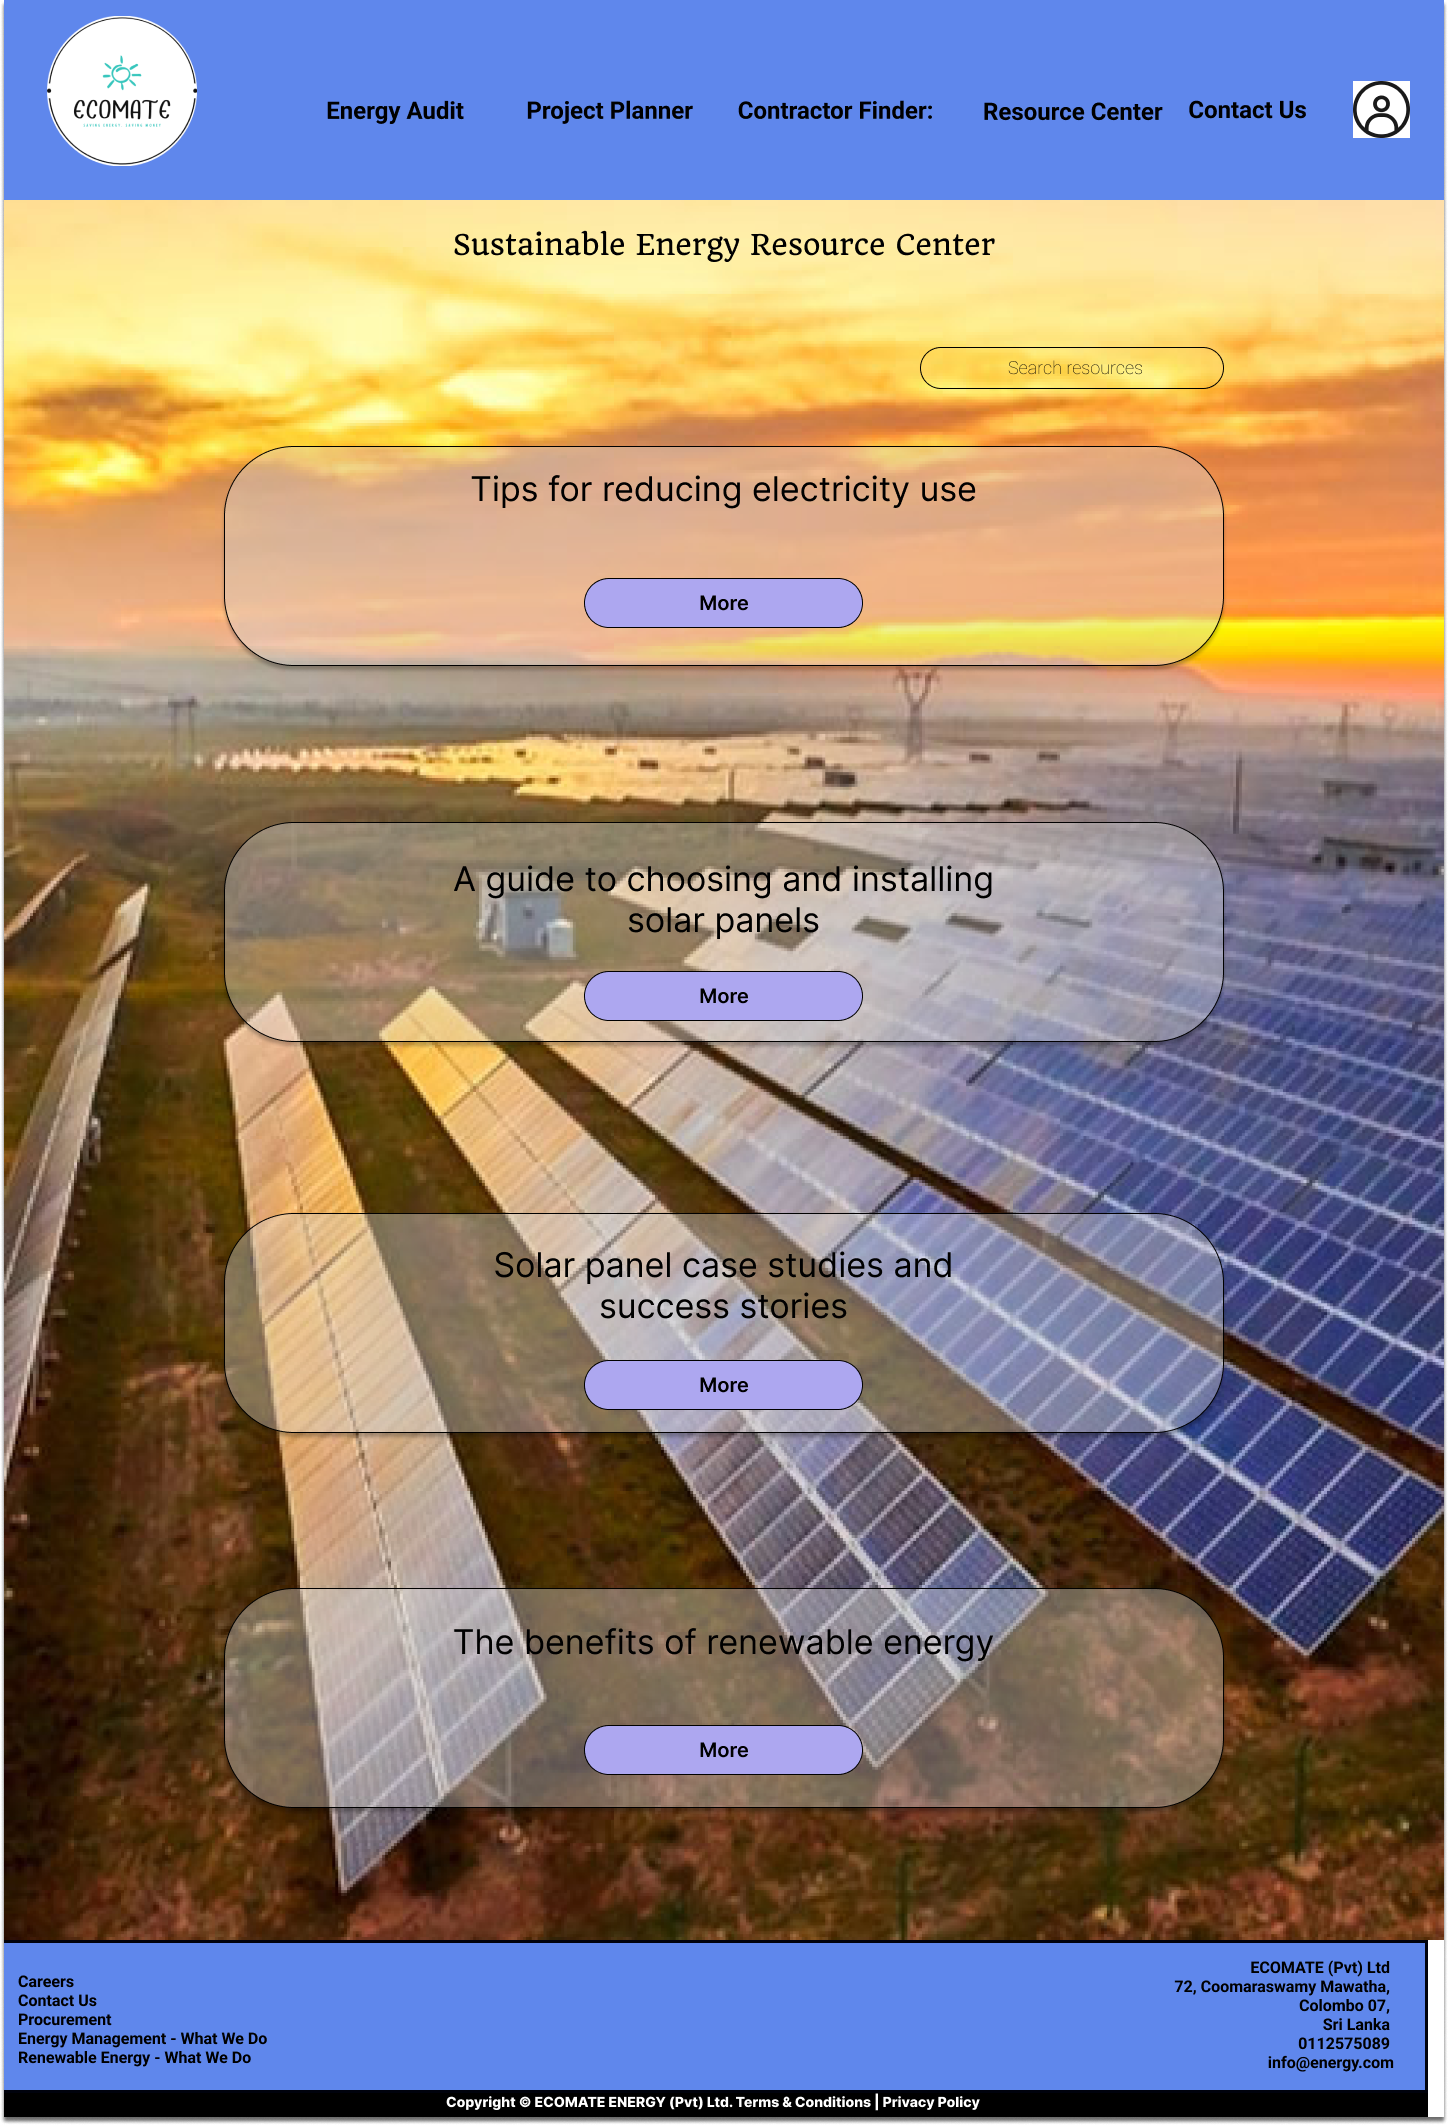 ECOMATE
SAVING ENERGY, SAVING MONEY
Energy Audit
Project Planner
Contractor Finder:
Resource Center
Contact Us
Sustainable Energy Resource Center
Search resources
Tips for reducing electricity use
More
A guide to choosing and installing
solar panels
More
Solar panel case studies and
success stories
More
The benefits of renewable energy
More
Careers
Contact Us
Procurement
Energy Management - What We Do
Renewable Energy - What We Do
ECOMATE (Pvt) Ltd
72, Coomaraswamy Mawatha,
Colombo 07,
Sri Lanka
0112575089
info@energy.com
Copyright © ECOMATE ENERGY (Pvt) Ltd. Terms & Conditions | Privacy Policy